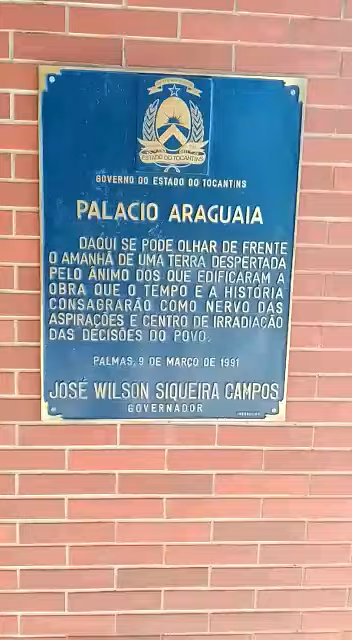 ESTADO DO TOCANTINS
GOVERNO DO ESTADO DO TOCANTINS
PALACIO ARAGUAIA
DAQUI SE PODE OLHAR DE FRENTE
O AMANHÃ DE UMA TERRA DESPERTADA
PELO ÂNIMO DOS QUE EDIFICARAM A
OBRA QUE O TEMPO E A HISTÓRIA
CONSAGRARÃO COMO NERVO DAS
ASPIRAÇÕES E CENTRO DE IRRADIAÇÃO
DAS DECISÕES DO POVO.
PALMAS, 9 DE MARÇO DE 1991
JOSÉ WILSON SIQUEIRA CAMPOS
GOVERNADOR